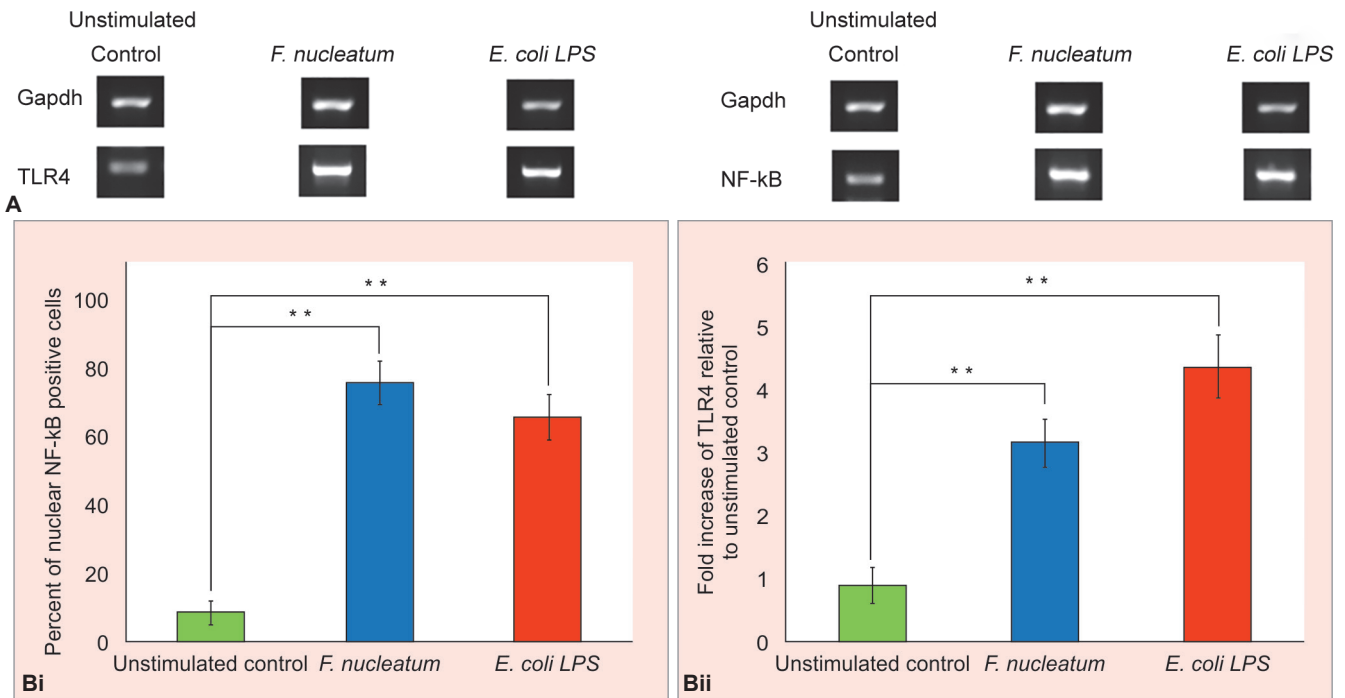 Unstimulated
Control F. nucleatum E. coli LPS
Gapdh
TLR4
Unstimulated
Control F. nucleatum E. coli LPS
Gapdh
NF-kB
A
Percent of nuclear NF-kB positive cells
100
80
60
40
20
0
* *
* *
Unstimulated control F. nucleatum E. coli LPS
Bi
Fold increase of TLR4 relative
to unstimulated control
6
5
4
3
2
1
0
* *
* *
Unstimulated control F. nucleatum E. coli LPS
Bii